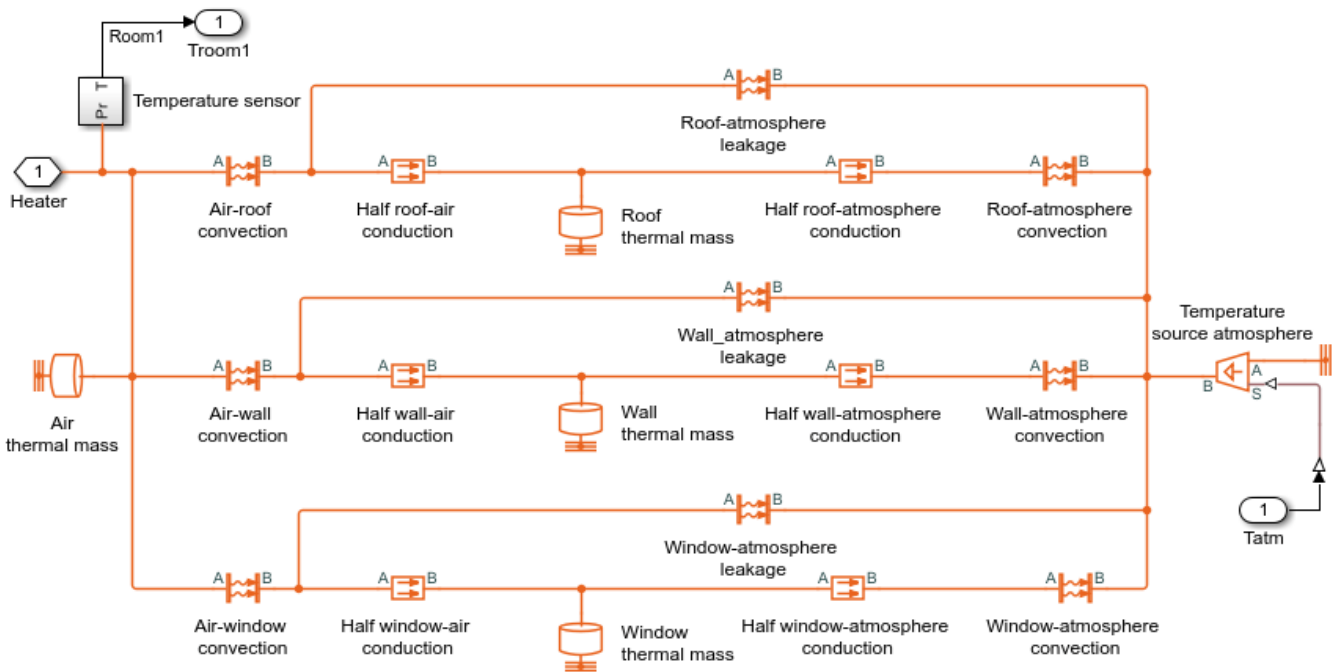 Room1
1
Troom1
T
Pr
Temperature sensor
A B
Roof-atmosphere
leakage
1
Heater
A B
Air-roof
convection
A B
Half roof-air
conduction
Roof
thermal mass
A B
Half roof-atmosphere
conduction
A B
Roof-atmosphere
convection
A B
Wall_atmosphere
leakage
Temperature
source atmosphere
B
A
S
Air
thermal mass
A B
Air-wall
convection
A B
Half wall-air
conduction
Wall
thermal mass
A B
Half wall-atmosphere
conduction
A B
Wall-atmosphere
convection
A B
Window-atmosphere
leakage
1
Tatm
A B
Air-window
convection
A B
Half window-air
conduction
Window
thermal mass
A B
Half window-atmosphere
conduction
A B
Window-atmosphere
convection